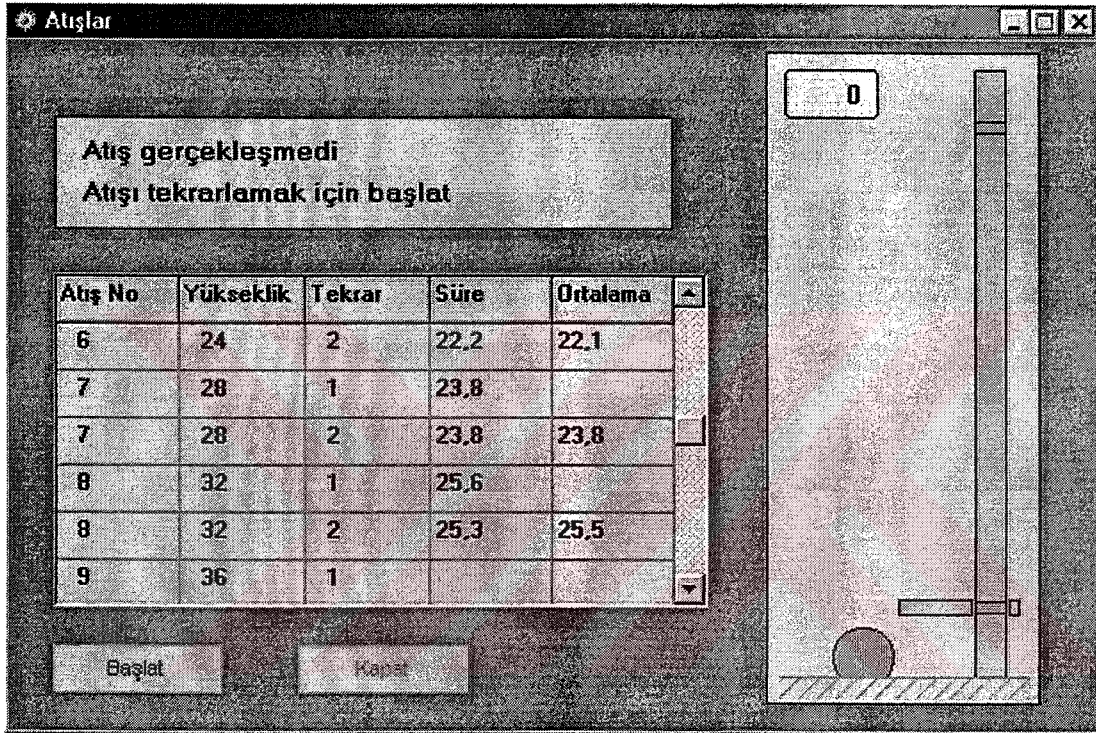 Atışlar
0
Atış gerçekleşmedi
Atışı tekrarlamak için başlat
Atış No Yükseklik Tekrar Süre Ortalama
6 24 2 22,2 22,1
7 28 1 23,8
7 28 2 23,8 23,8
8 32 1 25,6
8 32 2 25,3 25,5
9 36 1
Başlat Kapat